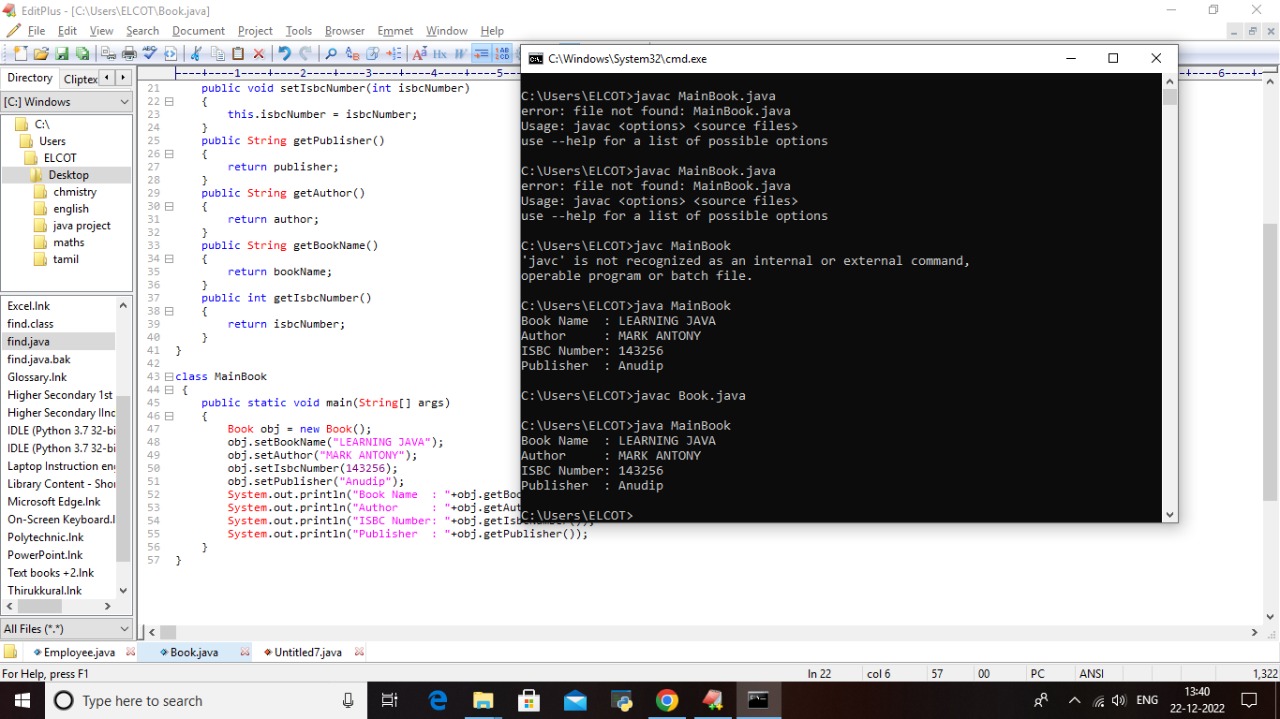 EditPlus - [C:\Users\ELCOT\Book.java]
File Edit View Search Document Project Tools Browser Emmet Window Help
Directory Cliptex
[C:] Windows
C:\
Users
ELCOT
Desktop
chmistry
english
java project
maths
tamil
Excel.lnk
find.class
find.java
find.java.bak
Glossary.lnk
Higher Secondary 1st
Higher Secondary IInd
IDLE (Python 3.7 32-bi
IDLE (Python 3.7 32-bi
Laptop Instruction en
Library Content - Sho
Microsoft Edge.lnk
On-Screen Keyboard.l
Polytechnic.lnk
PowerPoint.lnk
Text books +2.lnk
Thirukkural.lnk
All Files (*.*)
----+----1----+----2----+----3----+----4----+----5--
--6----+--
21 public void setIsbcNumber(int isbcNumber)
22 {
23 this.isbcNumber = isbcNumber;
24 }
25 public String getPublisher()
26 {
27 return publisher;
28 }
29 public String getAuthor()
30 {
31 return author;
32 }
33 public String getBookName()
34 {
35 return bookName;
36 }
37 public int getIsbcNumber()
38 {
39 return isbcNumber;
40 }
41 }
42
43 class MainBook
44 {
45 public static void main(String[] args)
46 {
47 Book obj = new Book();
48 obj.setBookName("LEARNING JAVA");
49 obj.setAuthor("MARK ANTONY");
50 obj.setIsbcNumber(143256);
51 obj.setPublisher("Anudip");
52 System.out.println("Book Name : "+obj.getBoo
53 System.out.println("Author : "+obj.getAut
54 System.out.println("ISBC Number: "+obj.getIsbcNumber());
55 System.out.println("Publisher : "+obj.getPublisher());
56 }
57 }
C:\Windows\System32\cmd.exe
C:\Users\ELCOT>javac MainBook.java
error: file not found: MainBook.java
Usage: javac <options> <source files>
use --help for a list of possible options
C:\Users\ELCOT>javac MainBook.java
error: file not found: MainBook.java
Usage: javac <options> <source files>
use --help for a list of possible options
C:\Users\ELCOT>javc MainBook
'javc' is not recognized as an internal or external command,
operable program or batch file.
C:\Users\ELCOT>java MainBook
Book Name : LEARNING JAVA
Author : MARK ANTONY
ISBC Number: 143256
Publisher : Anudip
C:\Users\ELCOT>javac Book.java
C:\Users\ELCOT>java MainBook
Book Name : LEARNING JAVA
Author : MARK ANTONY
ISBC Number: 143256
Publisher : Anudip
C:\Users\ELCOT>
Employee.java Book.java Untitled7.java
For Help, press F1 ln 22 col 6 57 00 PC ANSI 1,322
Type here to search ENG 13:40
22-12-2022